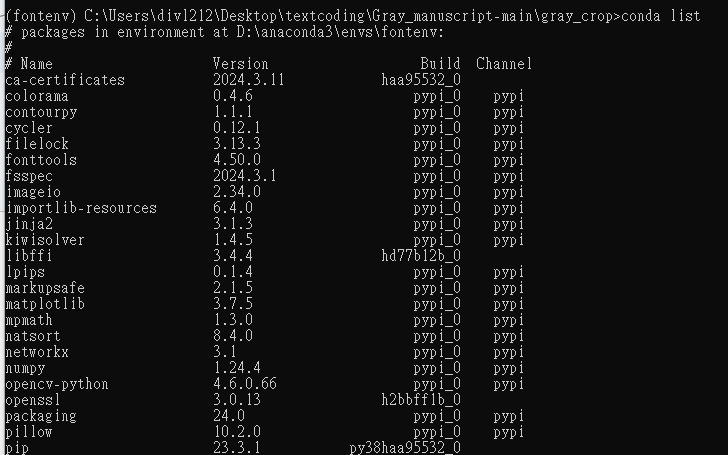 (fontenv) C:\Users\divl212\Desktop\textcoding\Gray_manuscript-main\gray_crop>conda list
# packages in environment at D:\anaconda3\envs\fontenv:
#
# Name                    Version                   Build  Channel
ca-certificates           2024.3.11            haa95532_0
colorama                  0.4.6                    pypi_0    pypi
contourpy                 1.1.1                    pypi_0    pypi
cycler                    0.12.1                   pypi_0    pypi
filelock                  3.13.3                   pypi_0    pypi
fonttools                 4.50.0                   pypi_0    pypi
fsspec                    2024.3.1                 pypi_0    pypi
imageio                   2.34.0                   pypi_0    pypi
importlib-resources       6.4.0                    pypi_0    pypi
jinja2                    3.1.3                    pypi_0    pypi
kiwisolver                1.4.5                    pypi_0    pypi
libffi                    3.4.4                hd77b12b_0
lpips                     0.1.4                    pypi_0    pypi
markupsafe                2.1.5                    pypi_0    pypi
matplotlib                3.7.5                    pypi_0    pypi
mpmath                    1.3.0                    pypi_0    pypi
natsort                   8.4.0                    pypi_0    pypi
networkx                  3.1                      pypi_0    pypi
numpy                     1.24.4                   pypi_0    pypi
opencv-python             4.6.0.66                 pypi_0    pypi
openssl                   3.0.13               h2bbff1b_0
packaging                 24.0                     pypi_0    pypi
pillow                    10.2.0                   pypi_0    pypi
pip                       23.3.1           py38haa95532_0